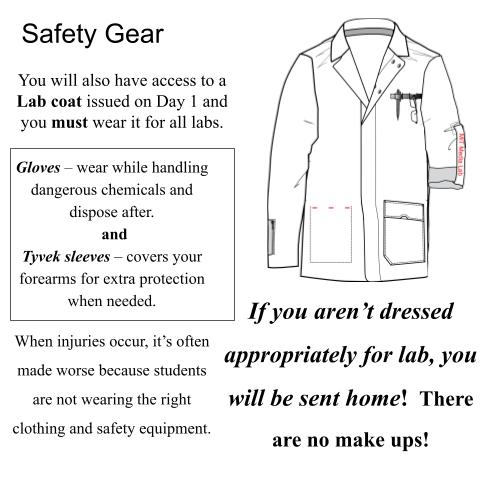 Safety Gear
You will also have access to a
Lab coat issued on Day 1 and
you must wear it for all labs.
Gloves – wear while handling
dangerous chemicals and
dispose after.
and
Tyvek sleeves – covers your
forearms for extra protection
when needed.
When injuries occur, it’s often
made worse because students
are not wearing the right
clothing and safety equipment.
MIT Media Lab
If you aren’t dressed
appropriately for lab, you
will be sent home! There
are no make ups!